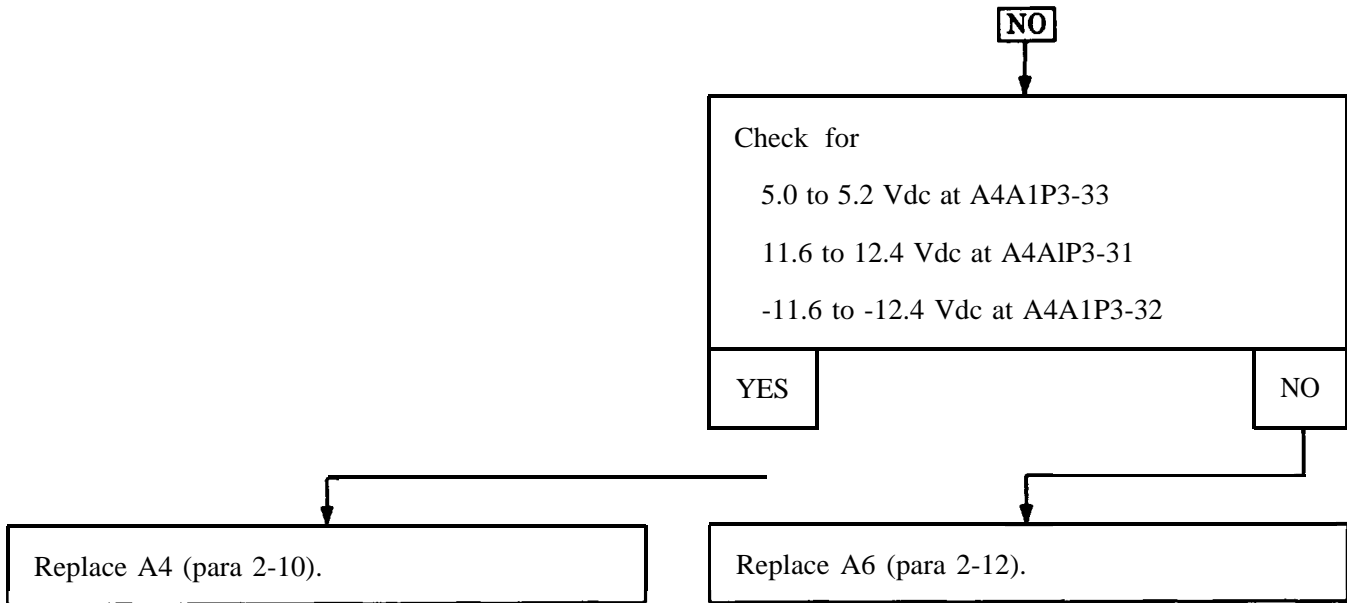 NO
Check for
5.0 to 5.2 Vdc at A4A1P3-33
11.6 to 12.4 Vdc at A4AlP3-31
-11.6 to -12.4 Vdc at A4A1P3-32
YES
NO
Replace A4 (para 2-10).
Replace A6 (para 2-12).